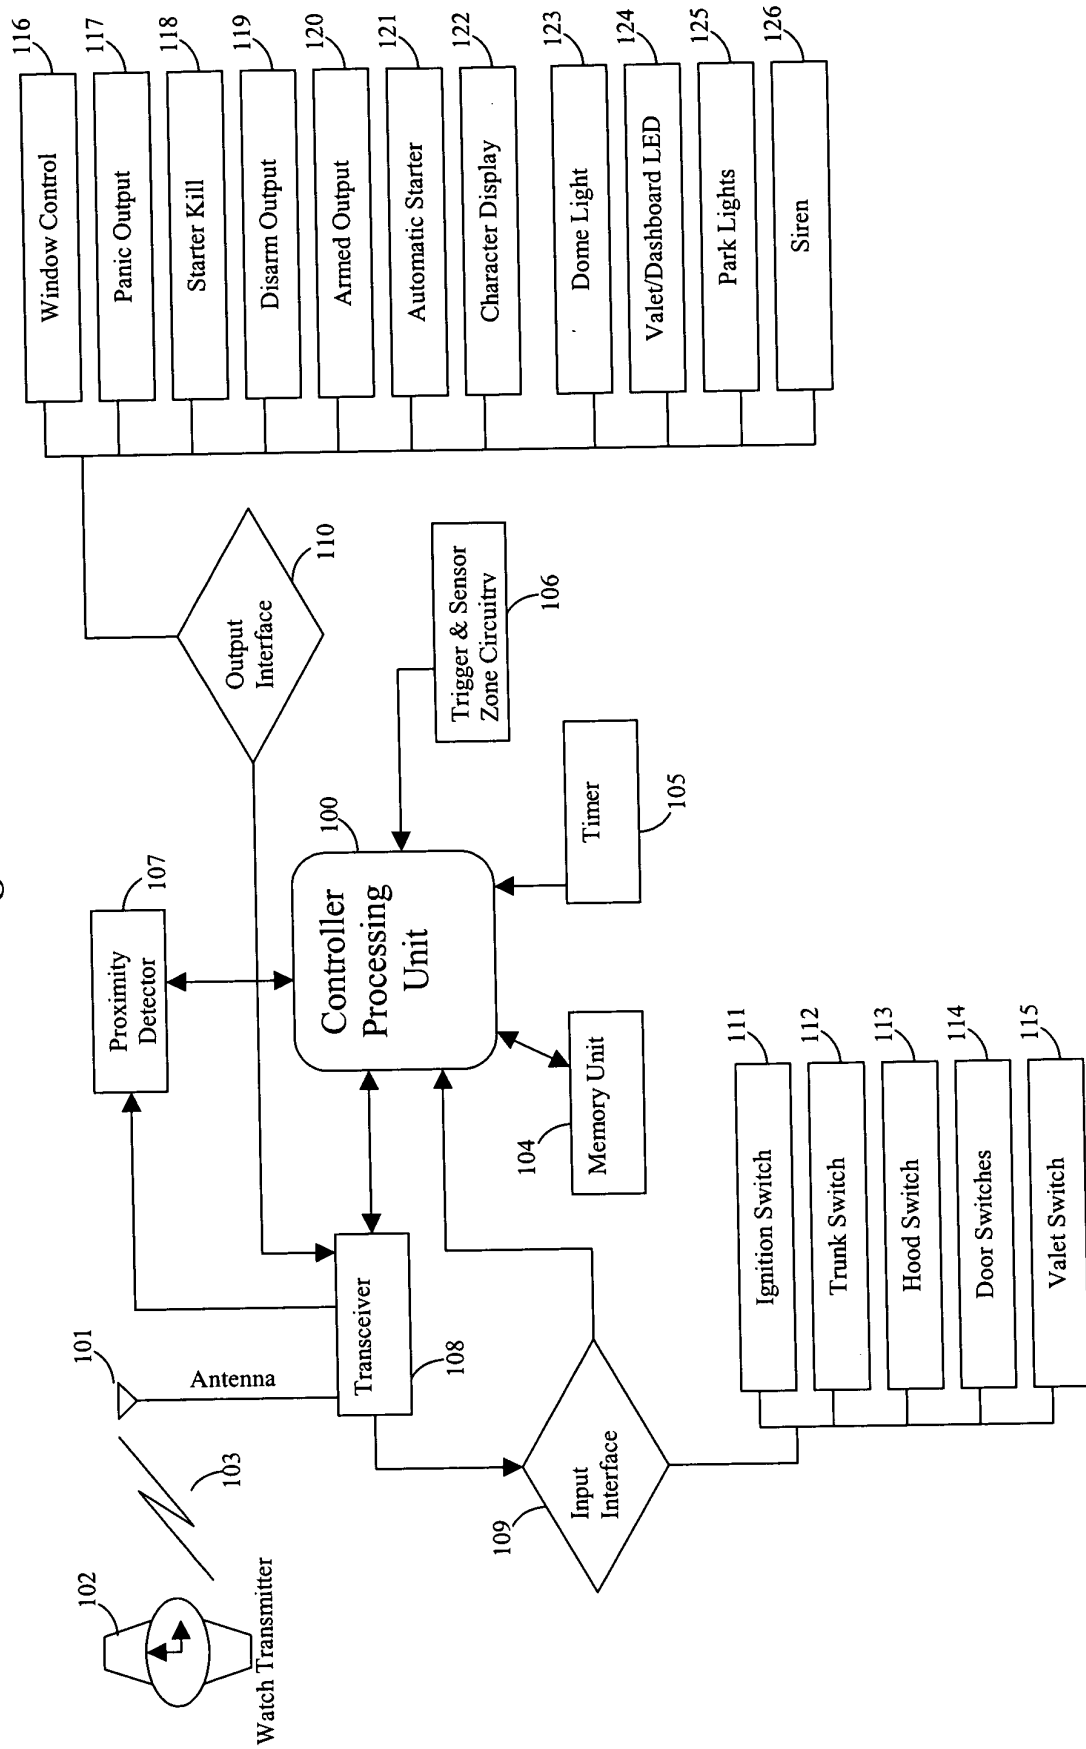 102
Watch Transmitter
103
101
Antenna
Transceiver
108
107
Proximity
Detector
Output
Interface
110
100
Controller
Processing
Unit
Trigger & Sensor
Zone Circuitry
106
Timer
105
104
Memory Unit
109
Input
Interface
Ignition Switch
111
Trunk Switch
112
Hood Switch
113
Door Switches
114
Valet Switch
115
Window Control
116
Panic Output
117
Starter Kill
118
Disarm Output
119
Armed Output
120
Automatic Starter
121
Character Display
122
Dome Light
123
Valet/Dashboard LED
124
Park Lights
125
Siren
126